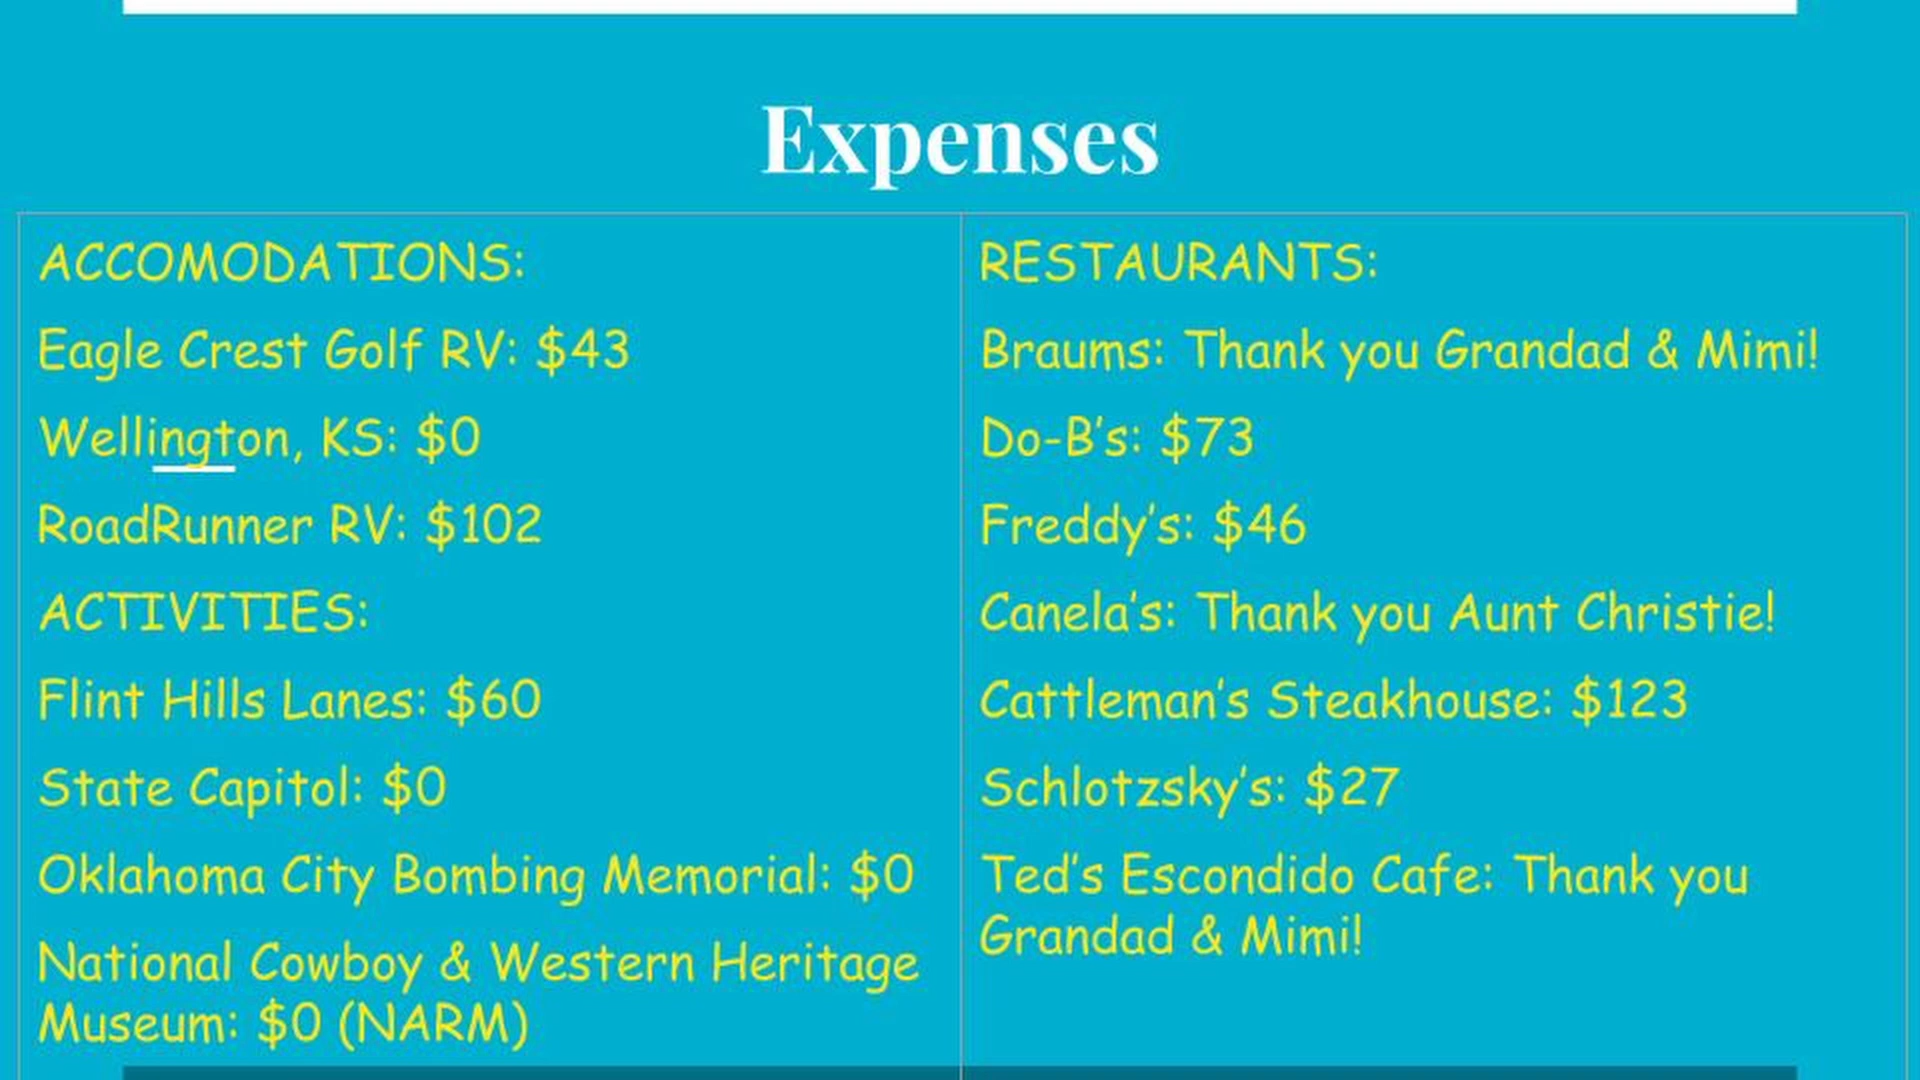 Expenses
ACCOMODATIONS:
Eagle Crest Golf RV: $43
Wellington, KS: $0
RoadRunner RV: $102
ACTIVITIES:
Flint Hills Lanes: $60
State Capitol: $0
Oklahoma City Bombing Memorial: $0
National Cowboy & Western Heritage
Museum: $0 (NARM)
RESTAURANTS:
Braums: Thank you Grandad & Mimi!
Do-B's: $73
Freddy's: $46
Canela's: Thank you Aunt Christie!
Cattleman's Steakhouse: $123
Schlotzsky's: $27
Ted's Escondido Cafe: Thank you
Grandad & Mimi!